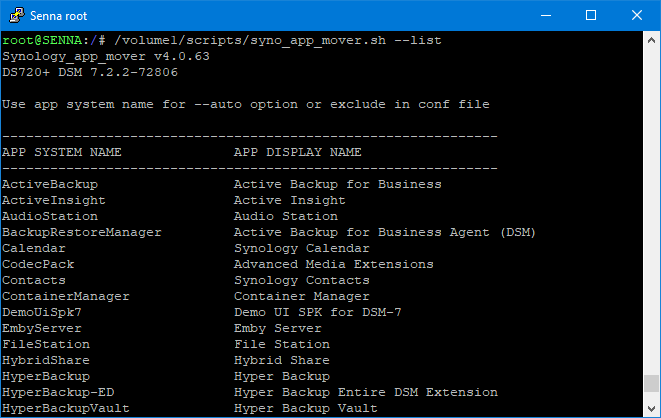 Senna root
root@SENNA:/# /volume1/scripts/syno_app_mover.sh --list
Synology_app_mover v4.0.63
DS720+ DSM 7.2.2-72806
Use app system name for --auto option or exclude in conf file
--------------------------------------------------------------
APP SYSTEM NAME APP DISPLAY NAME
--------------------------------------------------------------
ActiveBackup Active Backup for Business
ActiveInsight Active Insight
AudioStation Audio Station
BackupRestoreManager Active Backup for Business Agent (DSM)
Calendar Synology Calendar
CodecPack Advanced Media Extensions
Contacts Synology Contacts
ContainerManager Container Manager
DemoUiSpk7 Demo UI SPK for DSM-7
EmbyServer Emby Server
FileStation File Station
HybridShare Hybrid Share
HyperBackup Hyper Backup
HyperBackup-ED Hyper Backup Entire DSM Extension
HyperBackupVault Hyper Backup Vault